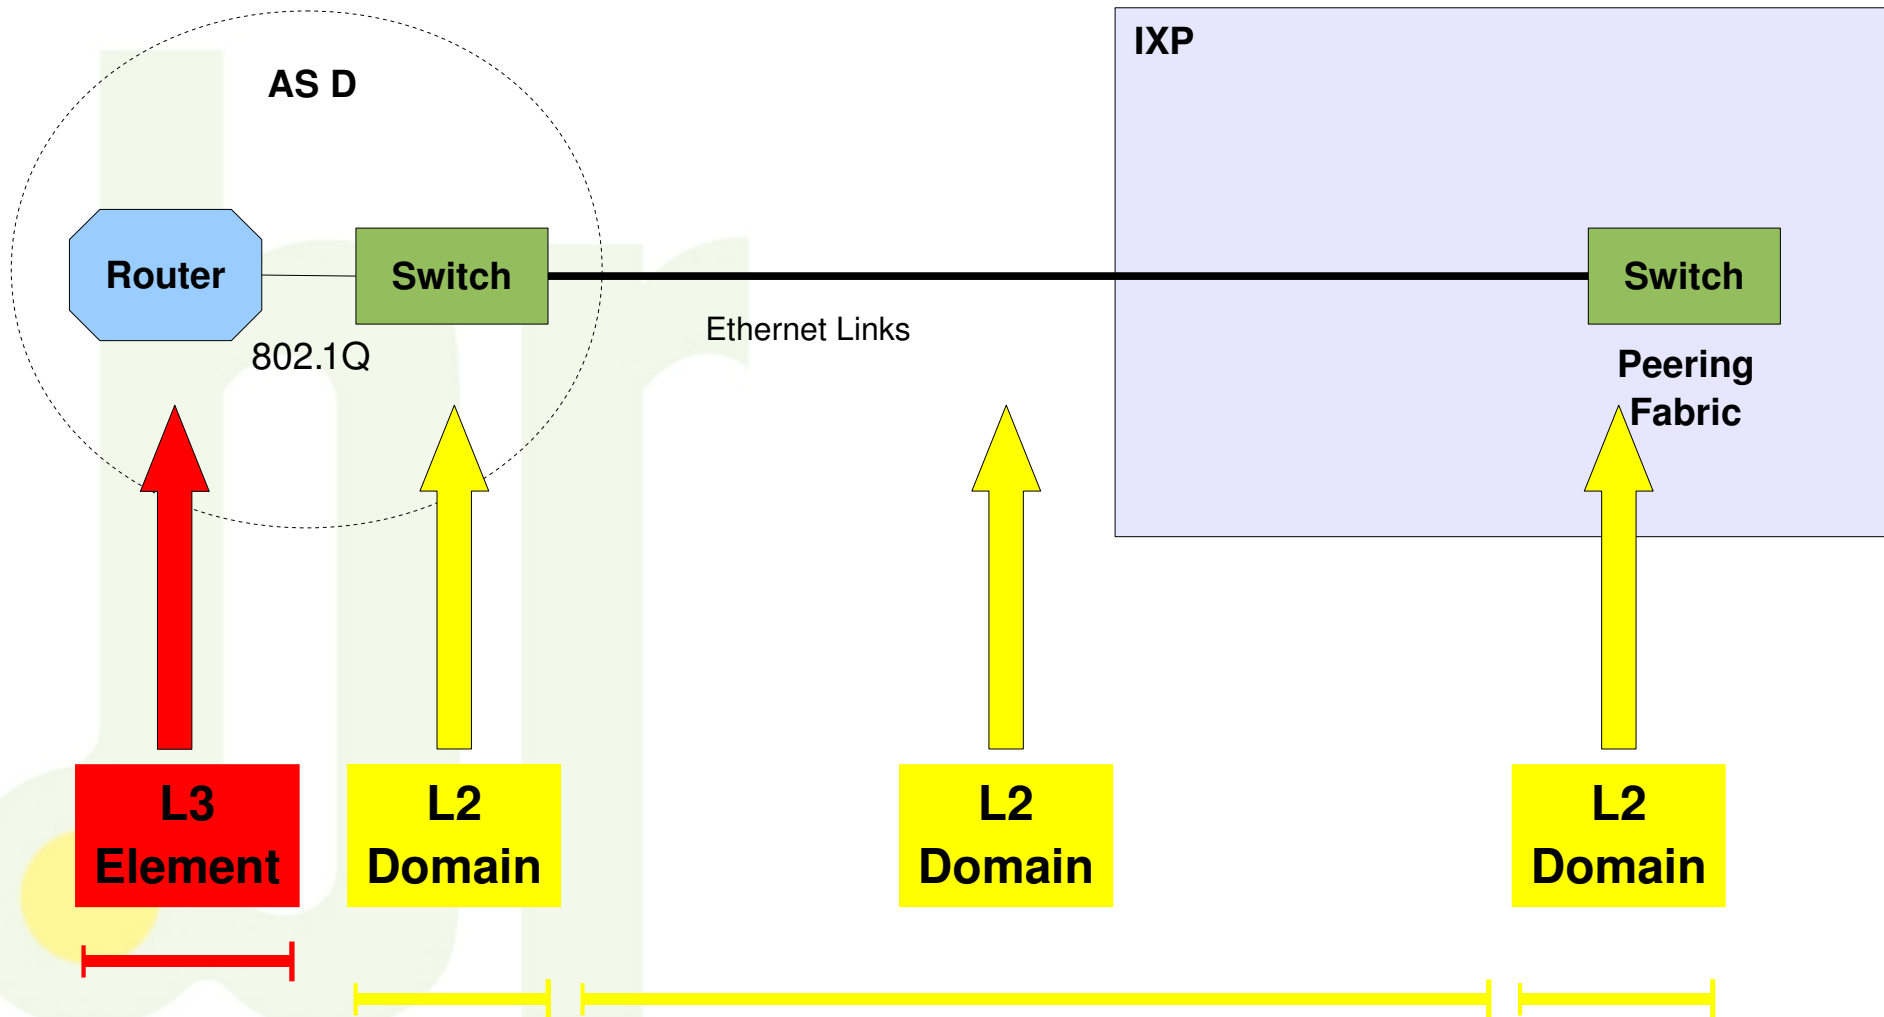 IXP
AS D
Router
Switch
Switch
Ethernet Links
802.1Q
Peering
Fabric
L3
Element
L2
Domain
L2
Domain
L2
Domain